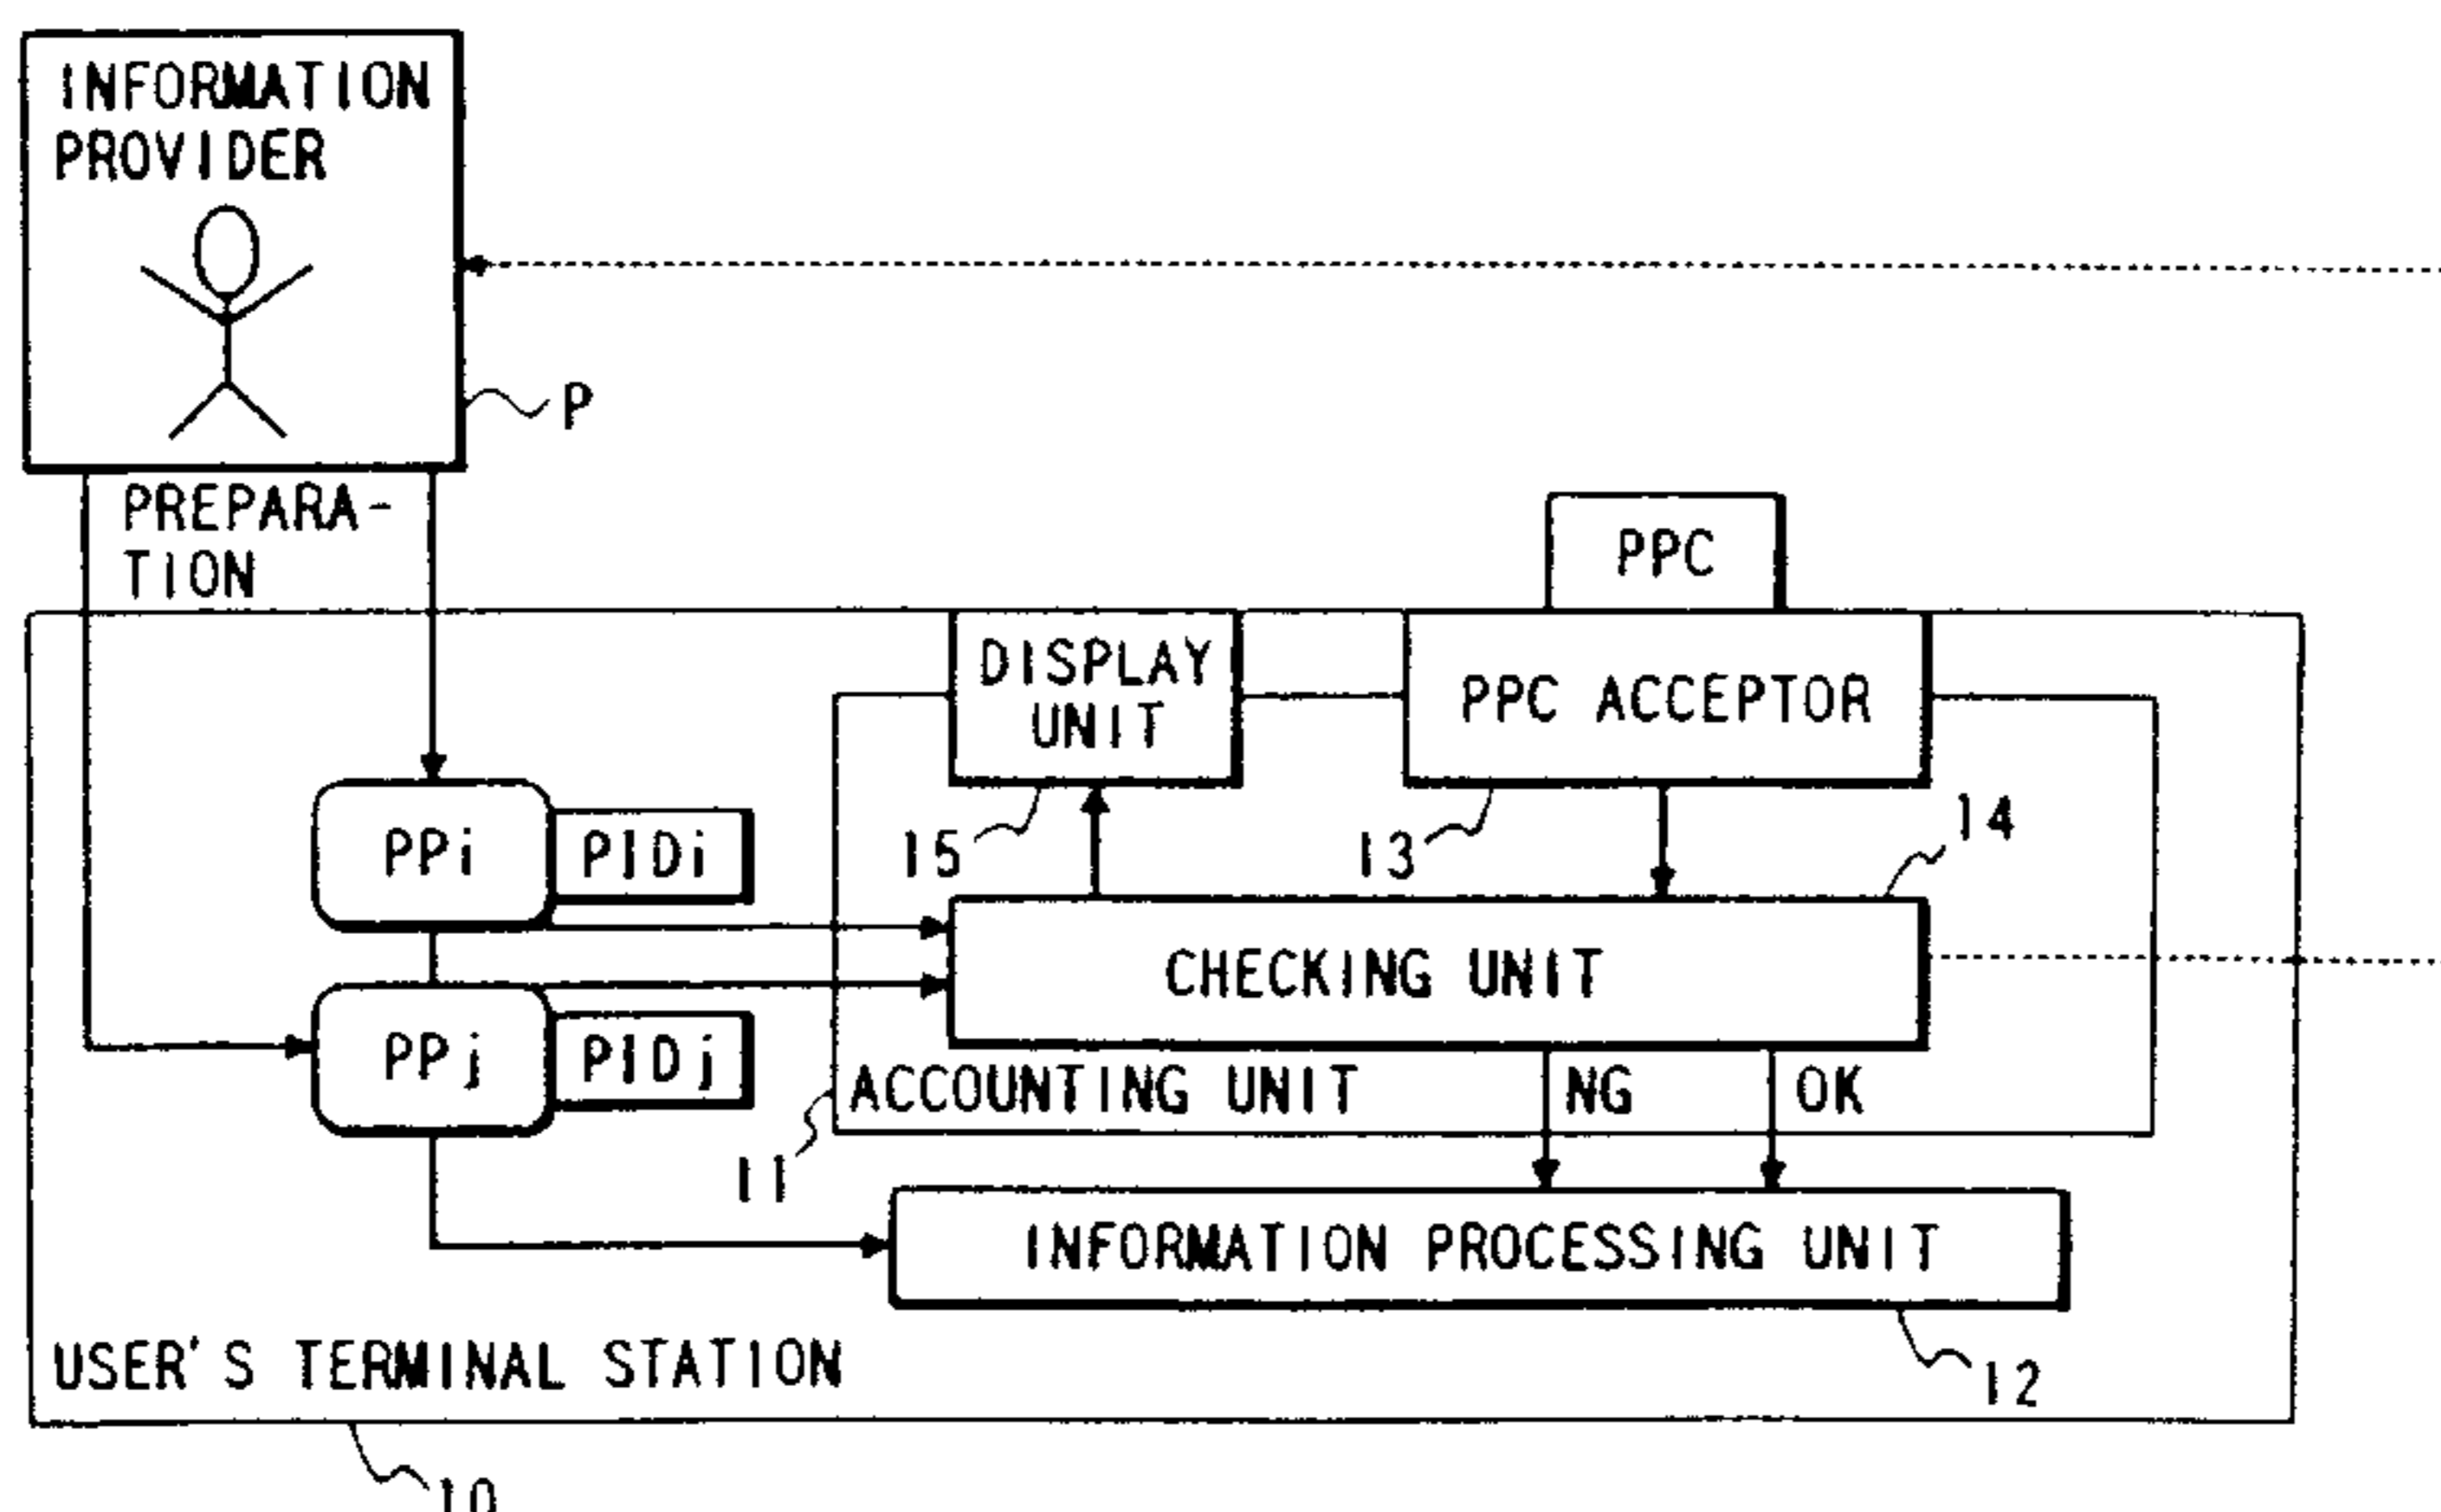 INFORMATION
PROVIDER
P
PREPARA-
TION
PPC
DISPLAY
UNIT
PPC ACCEPTOR
PPi
PIDi
15
13
14
CHECKING UNIT
PPj
PIDj
ACCOUNTING UNIT
NG
OK
11
INFORMATION PROCESSING UNIT
USER'S TERMINAL STATION
12
10